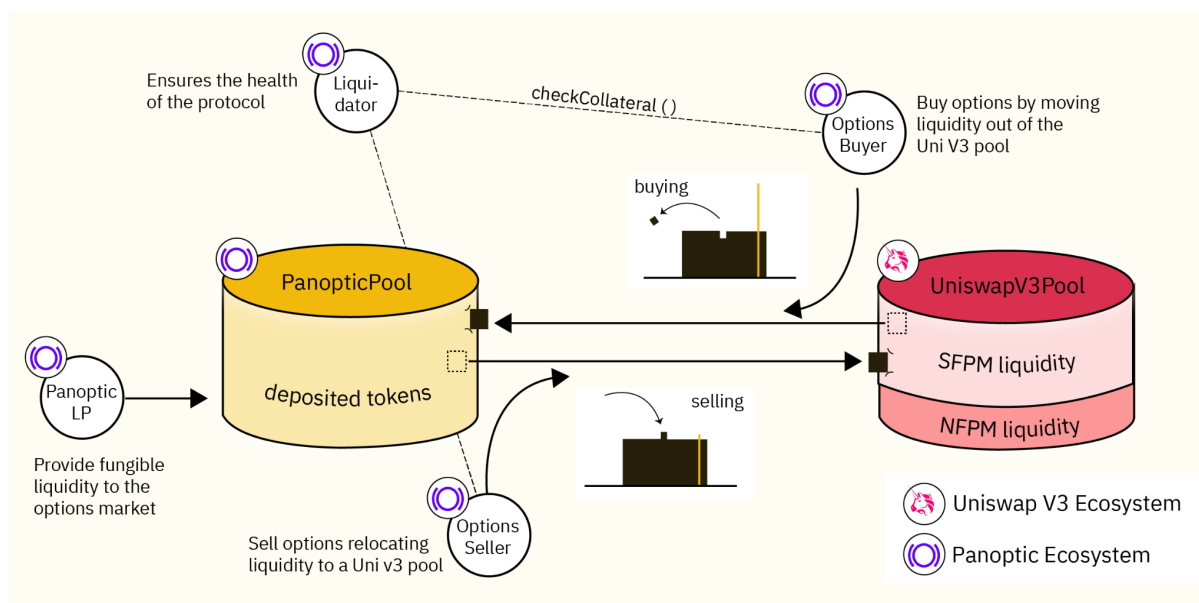 Ensures the health
of the protocol
Liqui-
dator
checkCollateral ( )
Options
Buyer
Buy options by moving
liquidity out of the
Uni V3 pool
buying
PanopticPool
deposited tokens
UniswapV3Pool
SFPM liquidity
NFPM liquidity
Panoptic
LP
Provide fungible
liquidity to the
options market
selling
Options
Seller
Sell options relocating
liquidity to a Uni v3 pool
Uniswap V3 Ecosystem
Panoptic Ecosystem